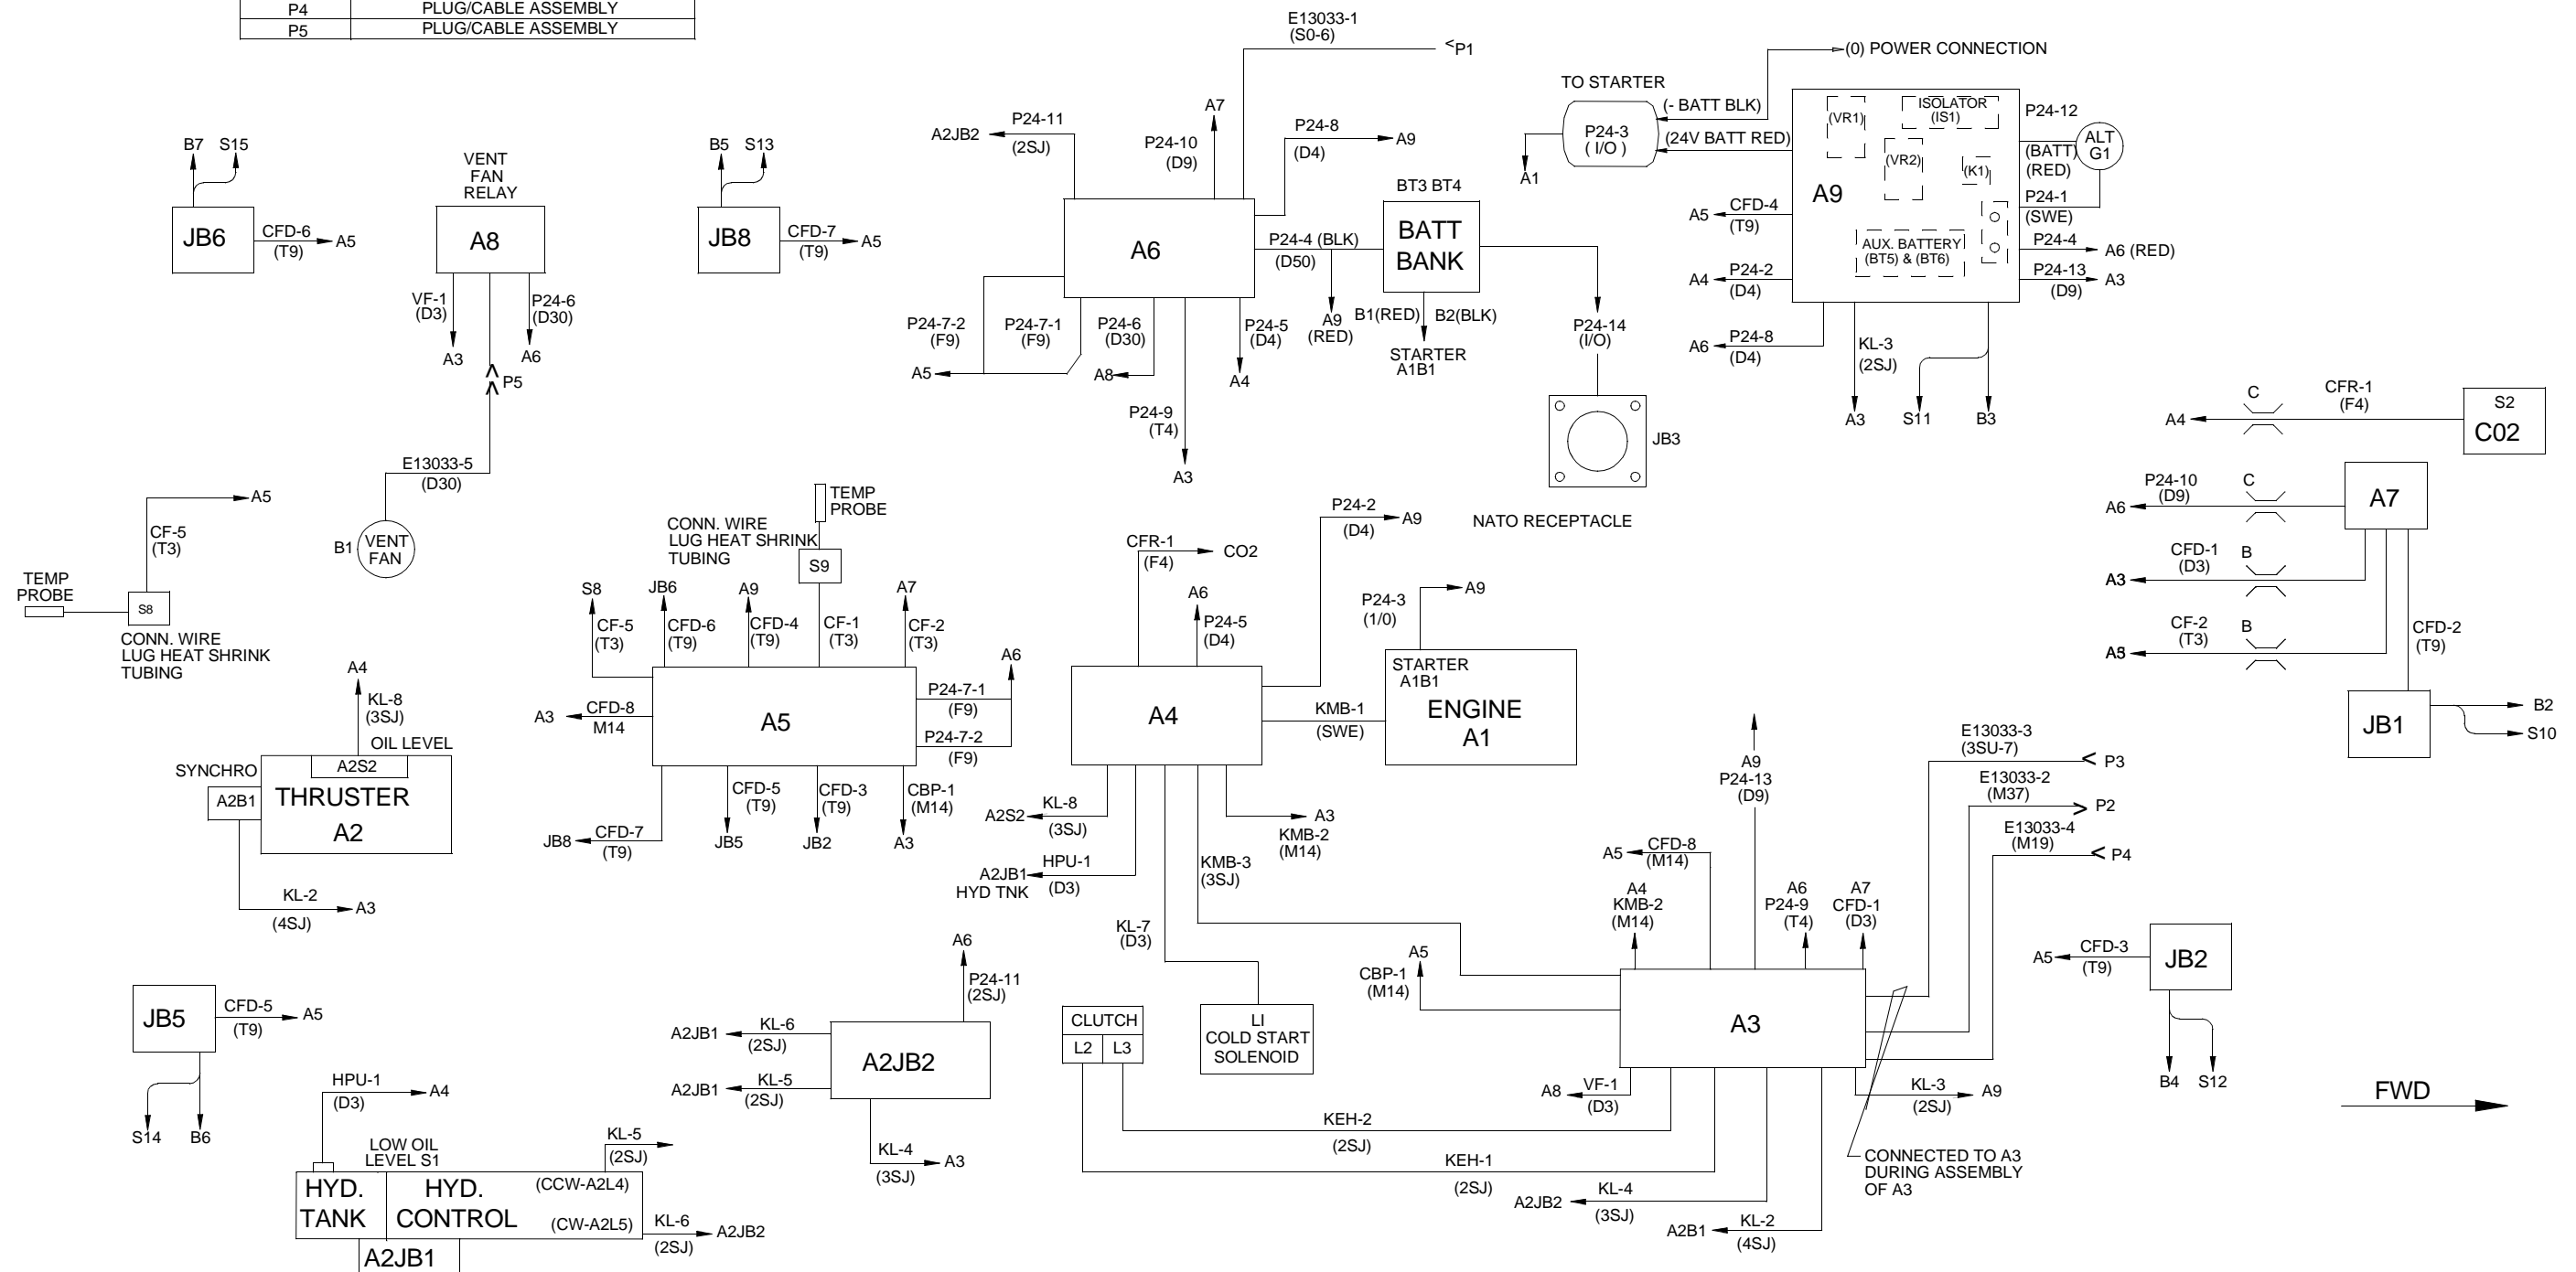 P4 PLUG/CABLE ASSEMBLY
P5 PLUG/CABLE ASSEMBLY
E13033-1
(S0-6)
<P1
(0) POWER CONNECTION
TO STARTER
(- BATT BLK)
P24-3
( I/O )
(24V BATT RED)
A1
B7 S15
JB6
CFD-6
(T9)
A5
VENT
FAN
RELAY
A8
VF-1
(D3)
A3
P24-6
(D30)
A6
P5
E13033-5
(D30)
B1
VENT
FAN
B5 S13
JB8
CFD-7
(T9)
A5
A2JB2
P24-11
(2SJ)
A7
P24-10
(D9)
P24-8
(D4)
A9
A6
P24-4 (BLK)
(D50)
A9
(RED)
P24-7-2
(F9)
P24-7-1
(F9)
A5
P24-6
(D30)
A8
P24-9
(T4)
A3
P24-5
(D4)
A4
BT3 BT4
BATT
BANK
B1(RED)
B2(BLK)
STARTER
A1B1
P24-14
(I/O)
JB3
NATO RECEPTACLE
(VR1)
ISOLATOR
(IS1)
(VR2)
(K1)
A9
AUX. BATTERY
(BT5) & (BT6)
P24-12
(BATT)
(RED)
ALT
G1
P24-1
(SWE)
P24-4
A6 (RED)
P24-13
(D9)
A3
A5
CFD-4
(T9)
A4
P24-2
(D4)
A6
P24-8
(D4)
KL-3
(2SJ)
A3
S11
B3
A4
C
CFR-1
(F4)
S2
C02
A6
P24-10
(D9)
C
A7
A3
CFD-1
(D3)
B
A5
CF-2
(T3)
B
CFD-2
(T9)
JB1
B2
S10
A5
CF-5
(T3)
TEMP
PROBE
S8
CONN. WIRE
LUG HEAT SHRINK
TUBING
TEMP
PROBE
CONN. WIRE
LUG HEAT SHRINK
TUBING
S9
S8
CF-5
(T3)
JB6
CFD-6
(T9)
A9
CFD-4
(T9)
CF-1
(T3)
A7
CF-2
(T3)
A6
A3
CFD-8
M14
A5
P24-7-1
(F9)
P24-7-2
(F9)
JB8
CFD-7
(T9)
CFD-5
(T9)
JB5
CFD-3
(T9)
JB2
CBP-1
(M14)
A3
CFR-1
(F4)
CO2
A6
P24-5
(D4)
P24-2
(D4)
A9
P24-3
(1/0)
A9
A4
KMB-1
(SWE)
STARTER
A1B1
ENGINE
A1
A2S2
KL-8
(3SJ)
A2JB1
HYD TNK
HPU-1
(D3)
KMB-3
(3SJ)
A3
KMB-2
(M14)
KL-7
(D3)
A4
KL-8
(3SJ)
OIL LEVEL
SYNCHRO
A2S2
A2B1
THRUSTER
A2
KL-2
(4SJ)
A3
A9
P24-13
(D9)
E13033-3
(3SU-7)
< P3
E13033-2
(M37)
> P2
E13033-4
(M19)
< P4
A5
CFD-8
(M14)
A4
KMB-2
(M14)
A6
P24-9
(T4)
A7
CFD-1
(D3)
A5
CBP-1
(M14)
A3
A5
CFD-3
(T9)
JB2
B4 S12
JB5
CFD-5
(T9)
A5
S14 B6
A6
P24-11
(2SJ)
A2JB1
KL-6
(2SJ)
A2JB1
KL-5
(2SJ)
A2JB2
KL-4
(3SJ)
A3
CLUTCH
L2 L3
LI
COLD START
SOLENOID
A8
VF-1
(D3)
KL-3
(2SJ)
A9
KEH-2
(2SJ)
KEH-1
(2SJ)
A2JB2
KL-4
(3SJ)
A2B1
KL-2
(4SJ)
CONNECTED TO A3
DURING ASSEMBLY
OF A3
FWD
HPU-1
(D3)
A4
LOW OIL
LEVEL S1
KL-5
(2SJ)
HYD.
TANK
HYD.
CONTROL
(CCW-A2L4)
(CW-A2L5)
KL-6
(2SJ)
A2JB2
A2JB1